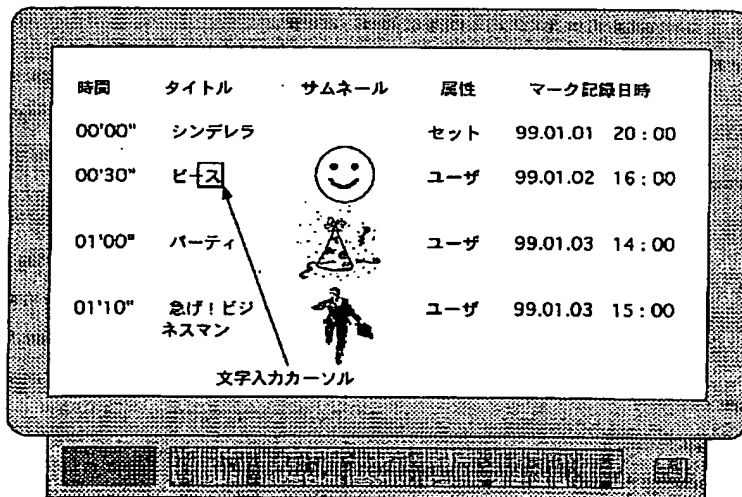 時間 タイトル サムネール 属性 マーク記録日時
00'00" シンデレラ セット 99.01.01 20:00
00'30" ピース ユーザ 99.01.02 16:00
01'00" パーティ ユーザ 99.01.03 14:00
01'10" 急げ!ビジ ユーザ 99.01.03 15:00
ネスマン
文字入力カーソル